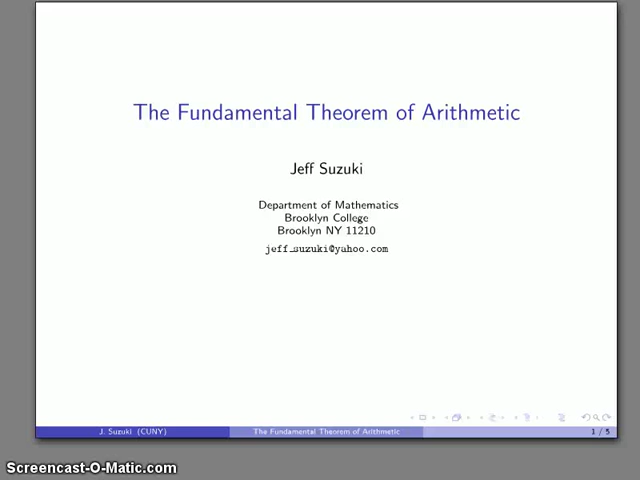 The Fundamental Theorem of Arithmetic
Jeff Suzuki
Department of Mathematics
Brooklyn College
Brooklyn NY 11210
jeff_suzuki@yahoo.com
J. Suzuki (CUNY)
The Fundamental Theorem of Arithmetic
1 / 5
Screencast-O-Matic.com